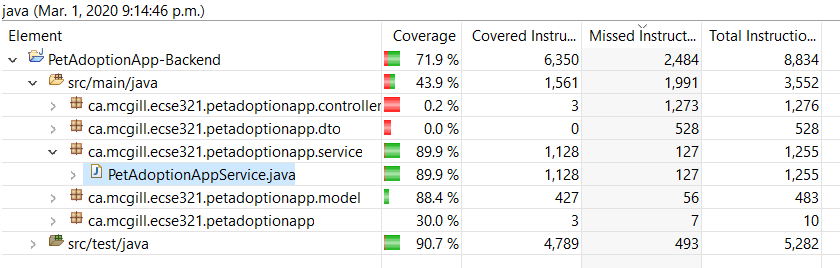 java (Mar. 1, 2020 9:14:46 p.m.)
Element Coverage Covered Instru... Missed Instruct... Total Instructio...
PetAdoptionApp-Backend 71.9 % 6,350 2,484 8,834
src/main/java 43.9 % 1,561 1,991 3,552
ca.mcgill.ecse321.petadoptionapp.controller 0.2 % 3 1,273 1,276
ca.mcgill.ecse321.petadoptionapp.dto 0.0 % 0 528 528
ca.mcgill.ecse321.petadoptionapp.service 89.9 % 1,128 127 1,255
PetAdoptionAppService.java 89.9 % 1,128 127 1,255
ca.mcgill.ecse321.petadoptionapp.model 88.4 % 427 56 483
ca.mcgill.ecse321.petadoptionapp 30.0 % 3 7 10
src/test/java 90.7 % 4,789 493 5,282